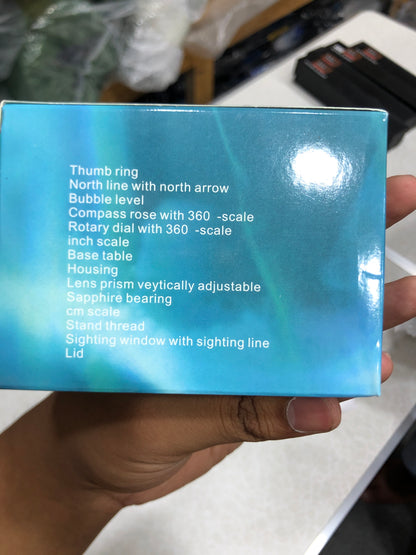 Thumb ring
North line with north arrow
Bubble level
Compass rose with 360 -scale
Rotary dial with 360 -scale
inch scale
Base table
Housing
Lens prism veytically adjustable
Sapphire bearing
cm scale
Stand thread
Sighting window with sighting line
Lid